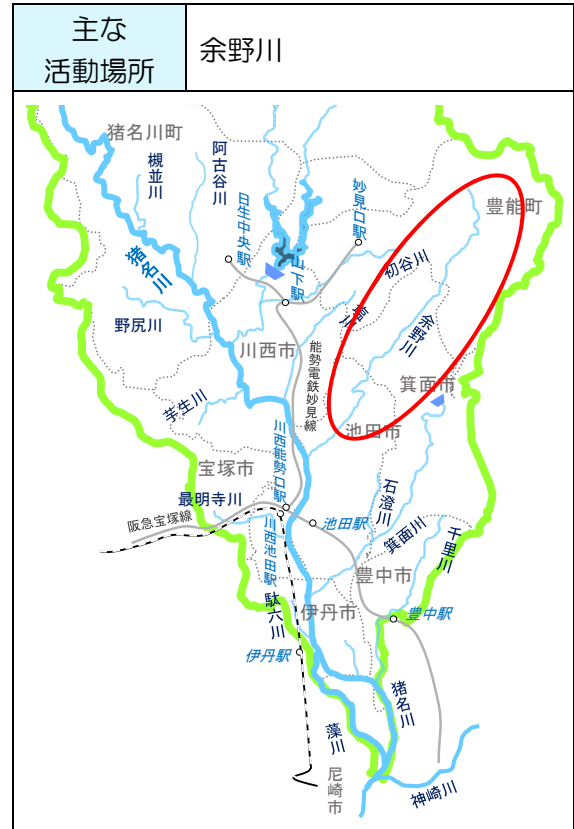 主な
活動場所
余野川
猪名川町
阿古谷川
槻並川
日生中央駅
妙見口駅
豊能町
猪名川
山下駅
初谷川
野尻川
余野川
川西市
能勢電鉄妙見線
箕面市
芋生川
池田市
川西能勢口駅
宝塚市
最明寺川
石澄川
阪急宝塚線
池田駅
箕面川
千里川
川西池田駅
豊中市
駄六川
伊丹市
豊中駅
伊丹駅
猪名川
藻川
尼崎市
神崎川